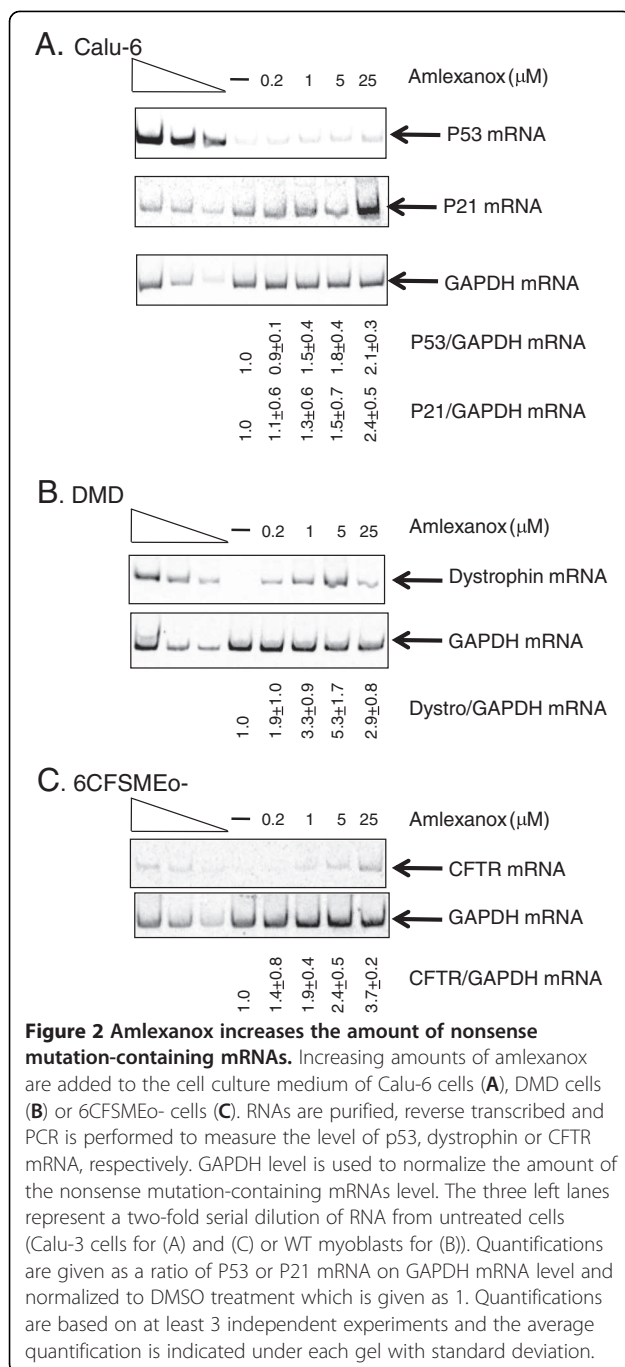 A. Calu-6
— 0.2 1 5 25 Amlexanox (μM)
P53 mRNA
P21 mRNA
GAPDH mRNA
1.0 0.9±0.1 1.5±0.4 1.8±0.4 2.1±0.3 P53/GAPDH mRNA
1.0 1.1±0.6 1.3±0.6 1.5±0.7 2.4±0.5 P21/GAPDH mRNA
B. DMD
— 0.2 1 5 25 Amlexanox (μM)
Dystrophin mRNA
GAPDH mRNA
1.0 1.9±1.0 3.3±0.9 5.3±1.7 2.9±0.8 Dystro/GAPDH mRNA
C. 6CFSMEo-
— 0.2 1 5 25 Amlexanox (μM)
CFTR mRNA
GAPDH mRNA
1.0 1.4±0.8 1.9±0.4 2.4±0.5 3.7±0.2 CFTR/GAPDH mRNA
Figure 2 Amlexanox increases the amount of nonsense
mutation-containing mRNAs. Increasing amounts of amlexanox
are added to the cell culture medium of Calu-6 cells (A), DMD cells
(B) or 6CFSMEo- cells (C). RNAs are purified, reverse transcribed and
PCR is performed to measure the level of p53, dystrophin or CFTR
mRNA, respectively. GAPDH level is used to normalize the amount of
the nonsense mutation-containing mRNAs level. The three left lanes
represent a two-fold serial dilution of RNA from untreated cells
(Calu-3 cells for (A) and (C) or WT myoblasts for (B)). Quantifications
are given as a ratio of P53 or P21 mRNA on GAPDH mRNA level and
normalized to DMSO treatment which is given as 1. Quantifications
are based on at least 3 independent experiments and the average
quantification is indicated under each gel with standard deviation.